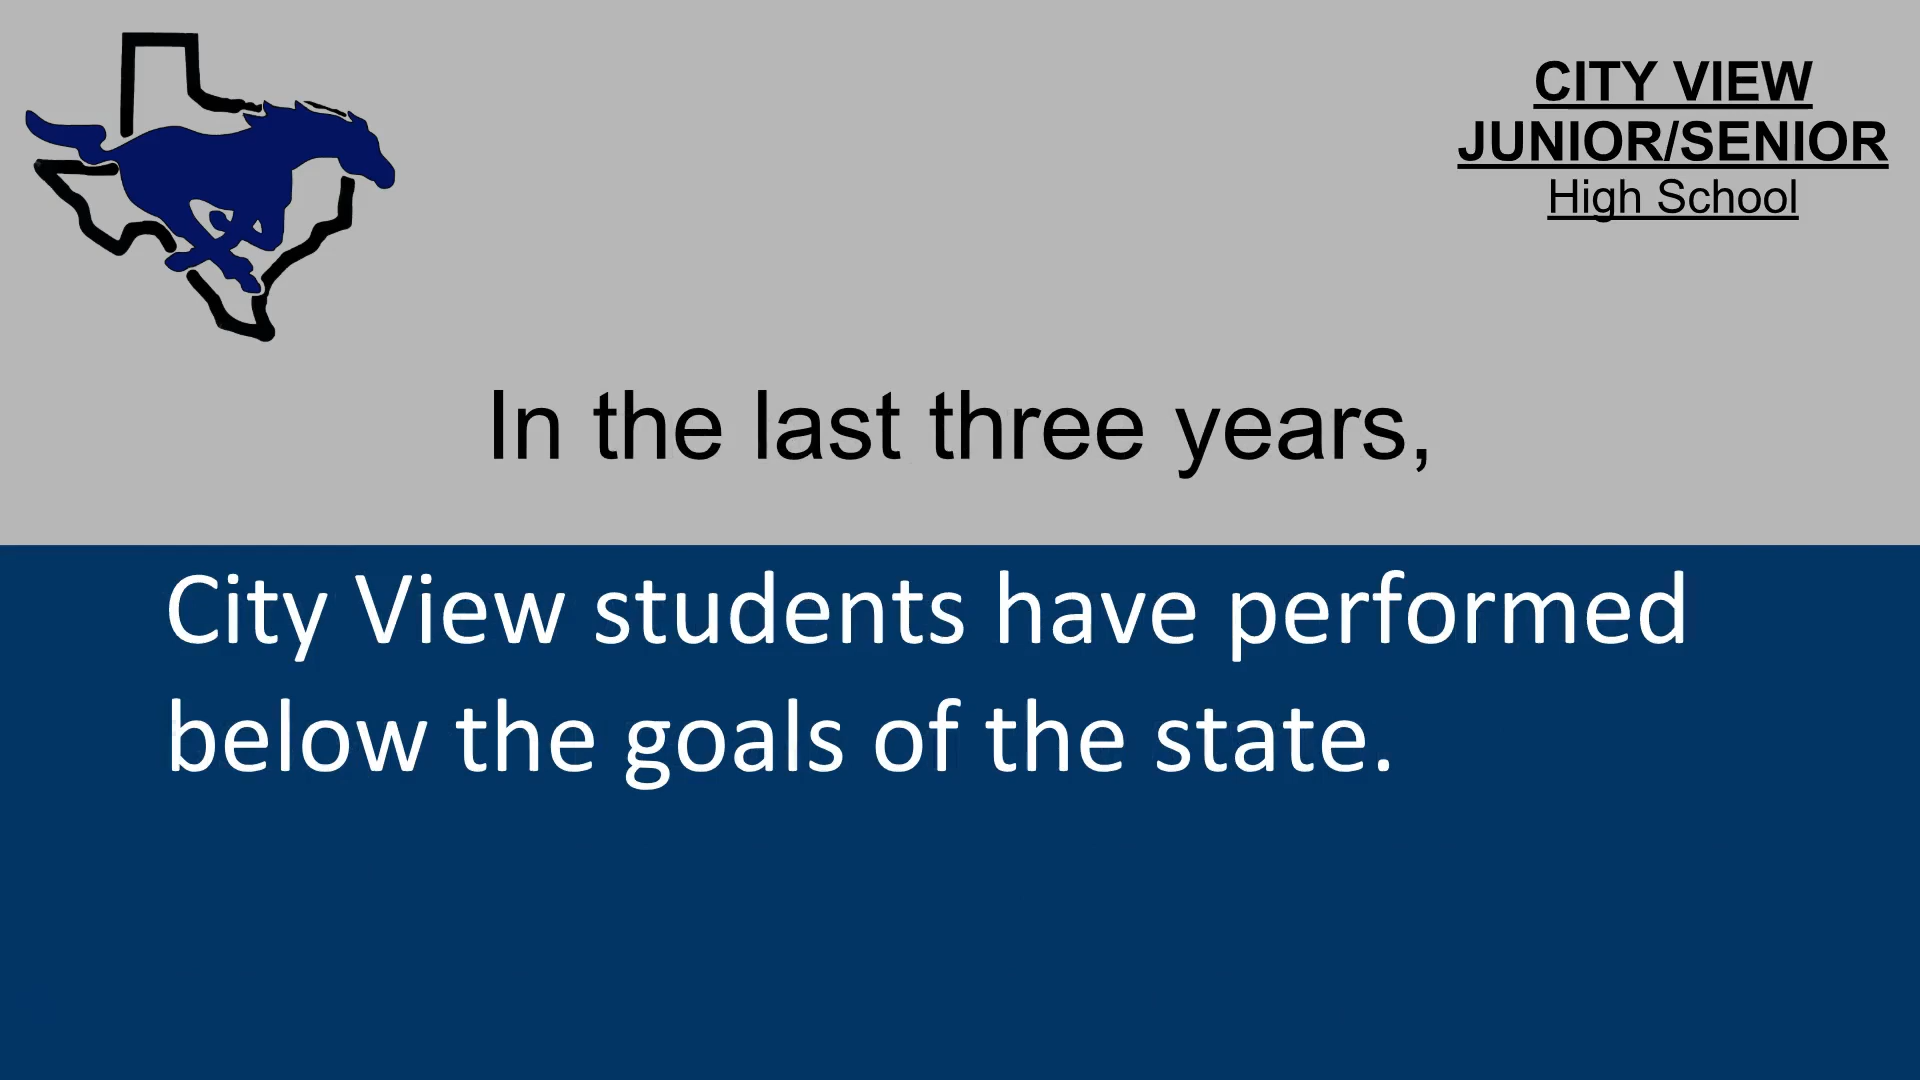 CITY VIEW
JUNIOR/SENIOR
High School
In the last three years,
City View students have performed
below the goals of the state.